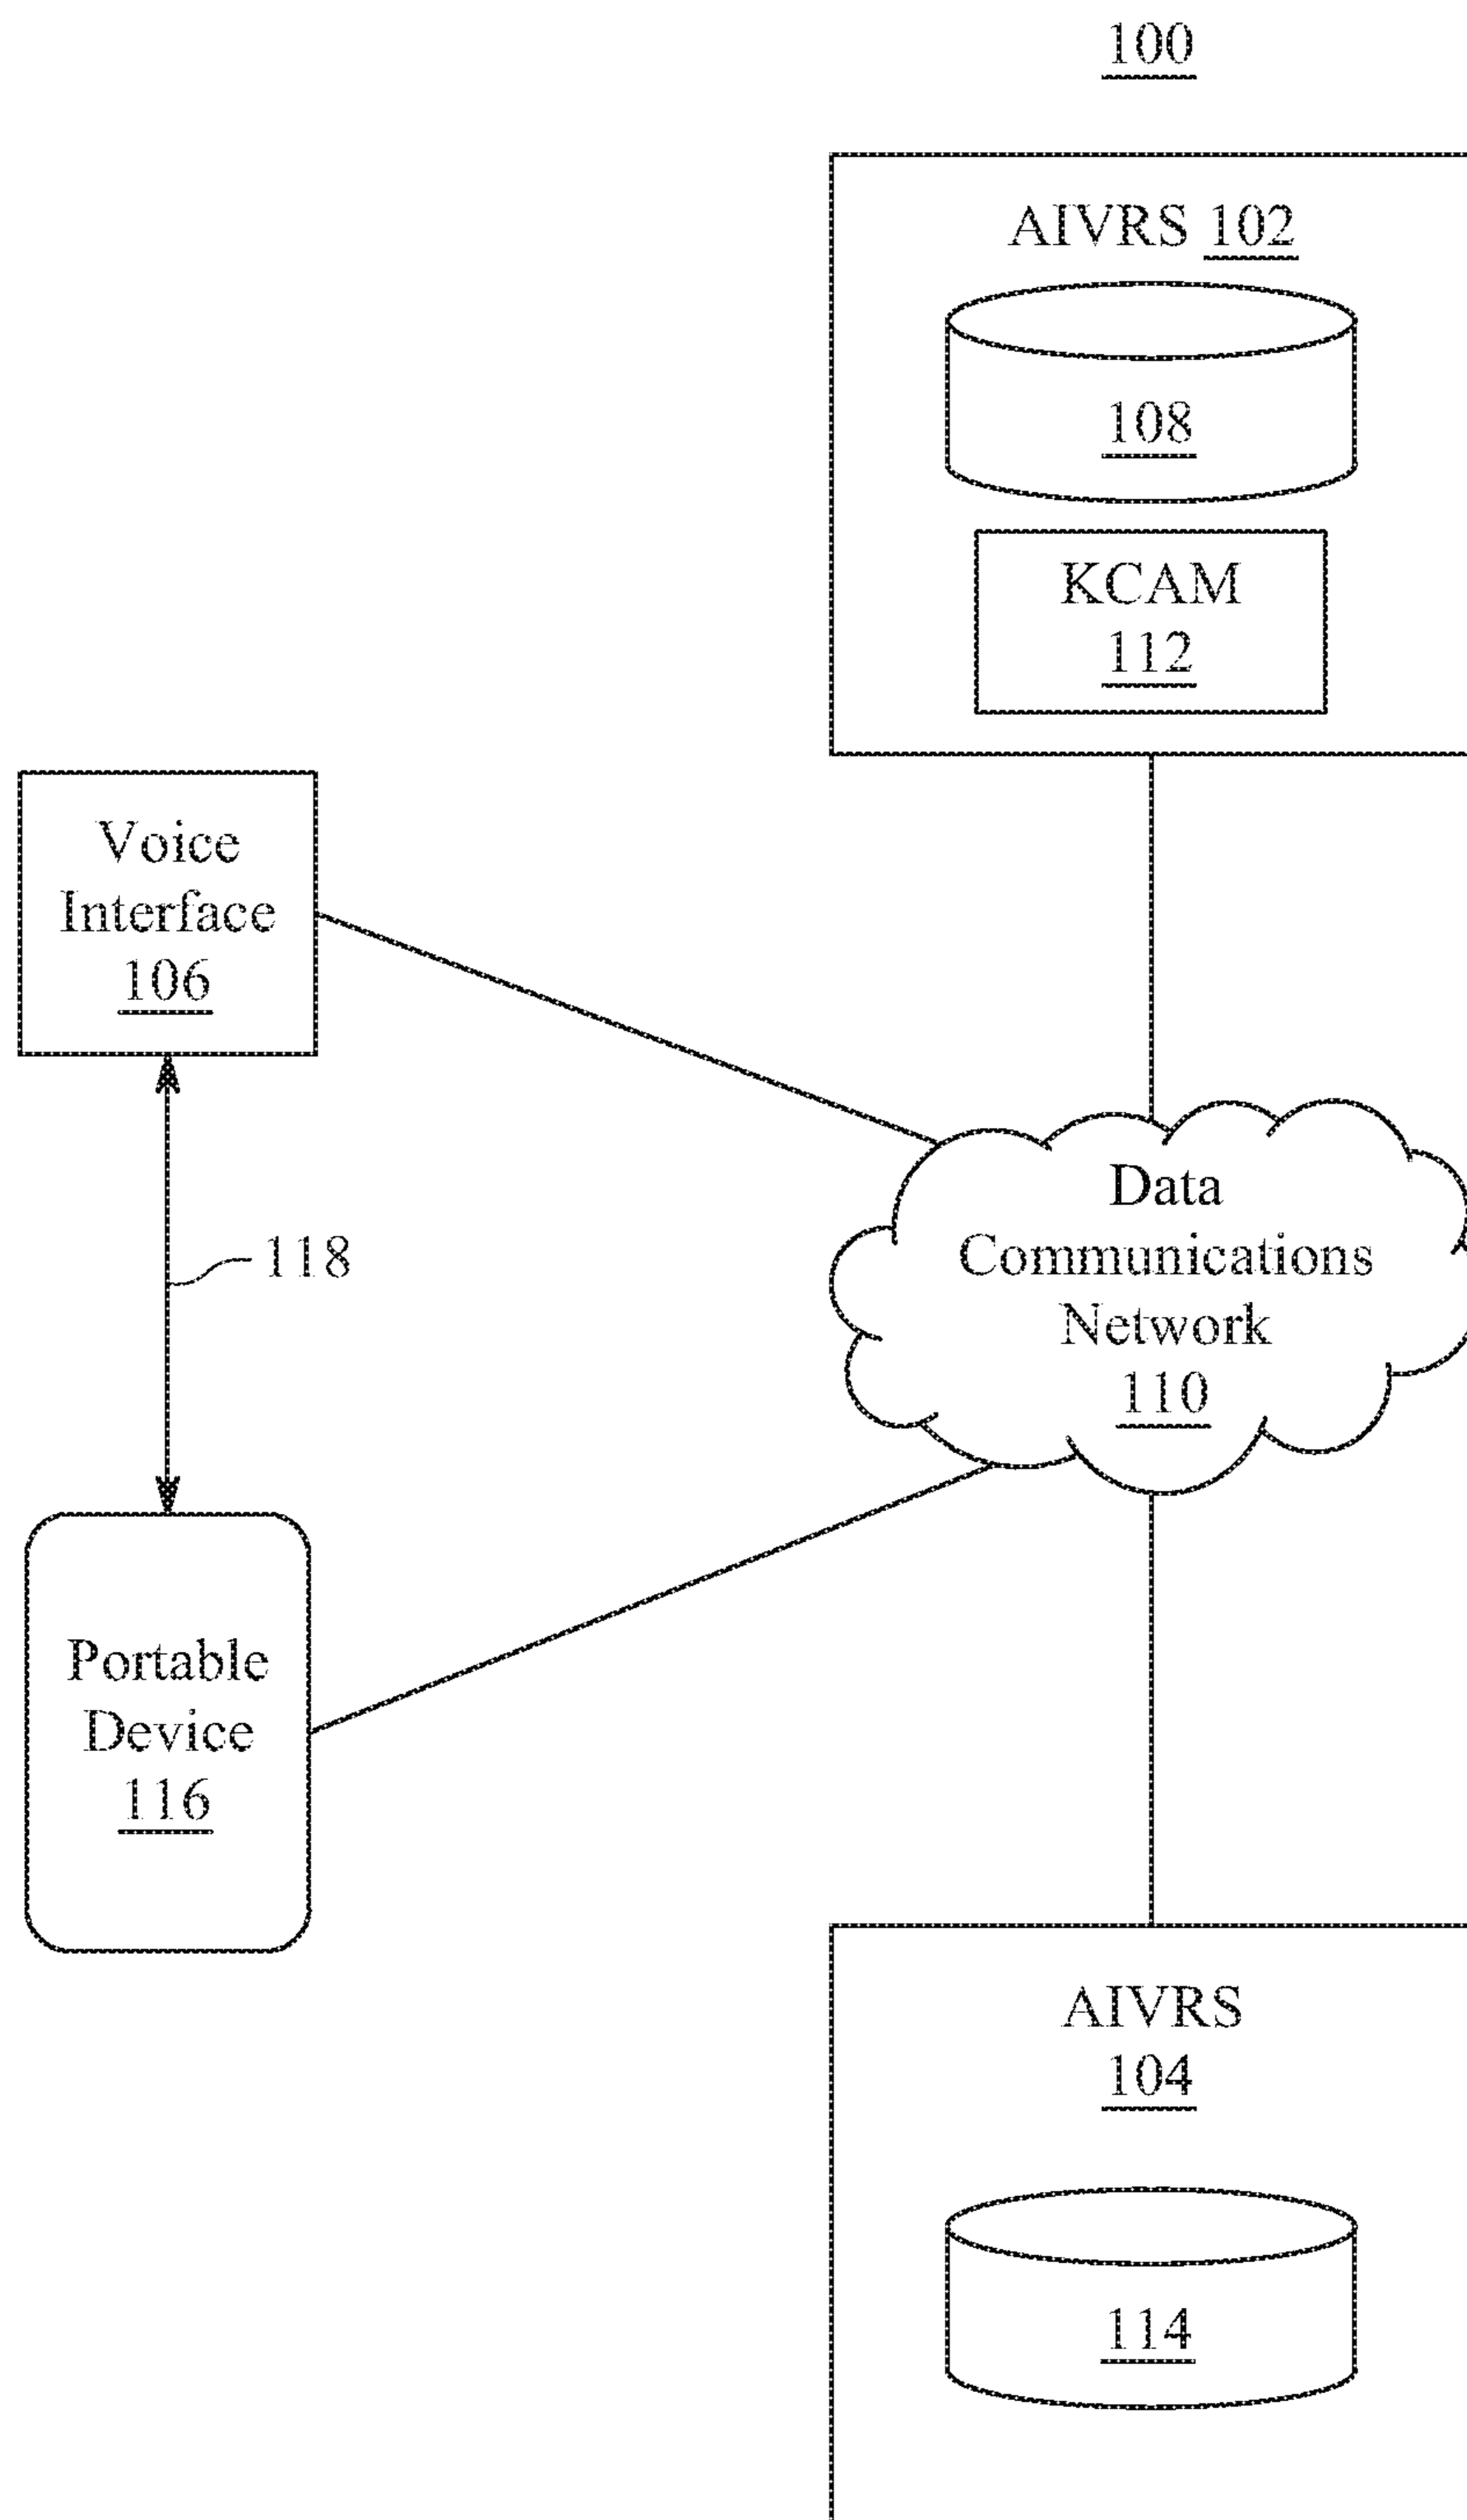 100
AIVRS 102
108
KCAM
112
Voice
Interface
106
118
Data
Communications
Network
110
Portable
Device
116
AIVRS
104
114